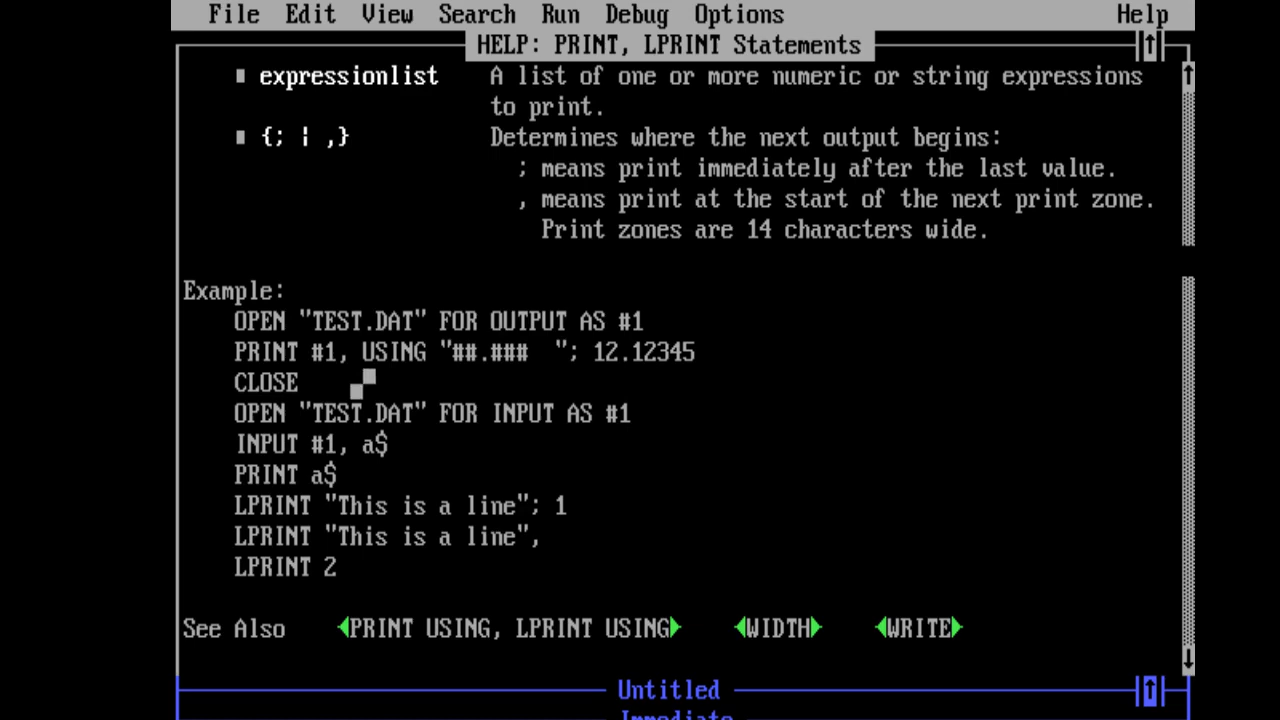 File Edit View Search Run Debug Options Help
HELP: PRINT, LPRINT Statements
expressionlist A list of one or more numeric or string expressions
to print.
{; | ,} Determines where the next output begins:
; means print immediately after the last value.
, means print at the start of the next print zone.
Print zones are 14 characters wide.
Example:
OPEN "TEST.DAT" FOR OUTPUT AS #1
PRINT #1, USING "##.###  "; 12.12345
CLOSE
OPEN "TEST.DAT" FOR INPUT AS #1
INPUT #1, a$
PRINT a$
LPRINT "This is a line"; 1
LPRINT "This is a line",
LPRINT 2
See Also PRINT USING, LPRINT USING WIDTH WRITE
Untitled
Immediate